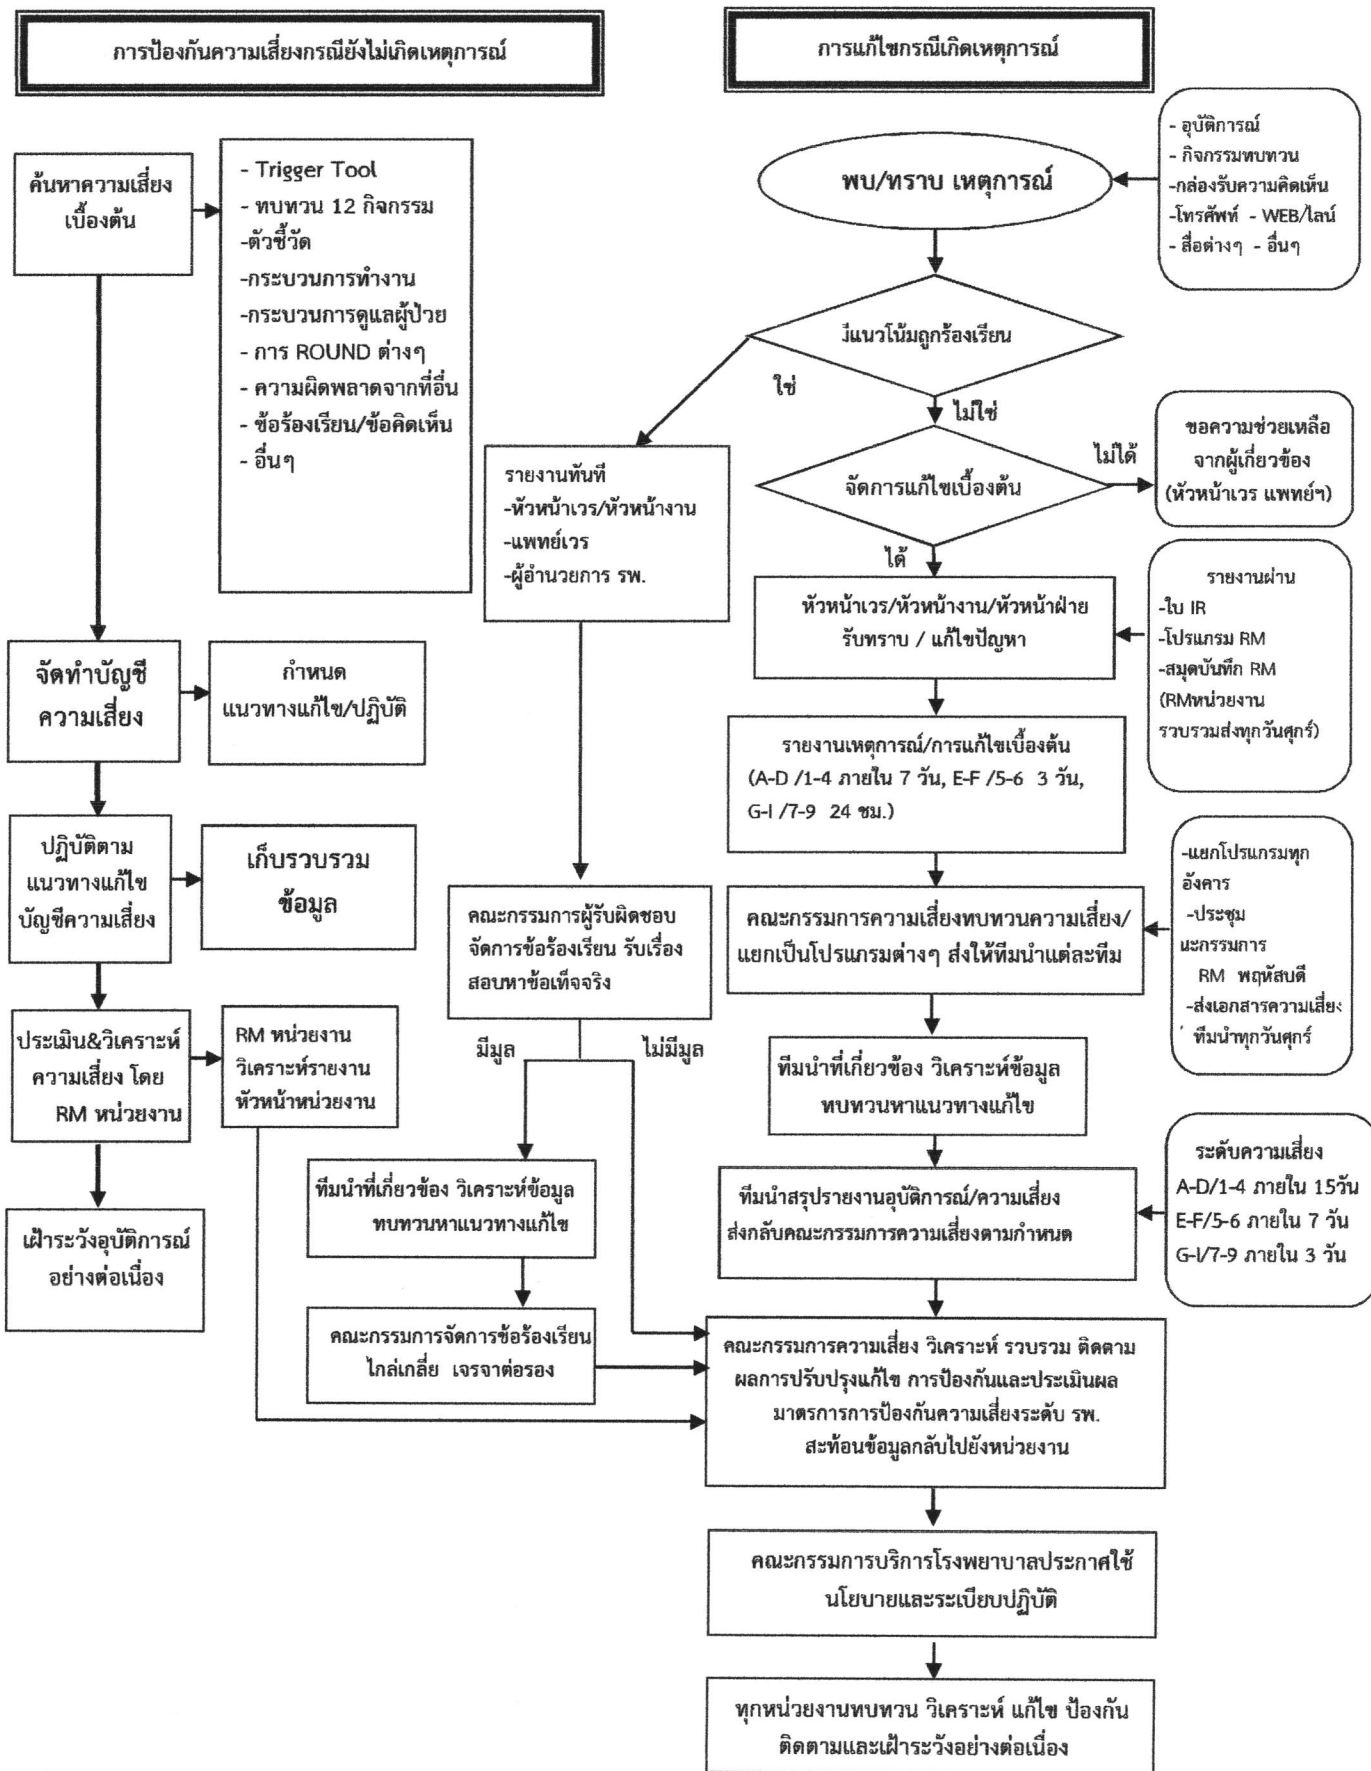 การป้องกันความเสี่ยงกรณียังไม่เกิดเหตุการณ์
การแก้ไขกรณีเกิดเหตุการณ์
ค้นหาความเสี่ยง
เบื้องต้น
- Trigger Tool
- ทบทวน 12 กิจกรรม
-ตัวชี้วัด
-กระบวนการทำงาน
-กระบวนการดูแลผู้ป่วย
- การ ROUND ต่างๆ
- ความผิดพลาดจากที่อื่น
- ข้อร้องเรียน/ข้อคิดเห็น
- อื่นๆ
จัดทำบัญชี
ความเสี่ยง
กำหนด
แนวทางแก้ไข/ปฏิบัติ
ปฏิบัติตาม
แนวทางแก้ไข
บัญชีความเสี่ยง
เก็บรวบรวม
ข้อมูล
ประเมิน&วิเคราะห์
ความเสี่ยง โดย
RM หน่วยงาน
RM หน่วยงาน
วิเคราะห์รายงาน
หัวหน้าหน่วยงาน
เฝ้าระวังอุบัติการณ์
อย่างต่อเนื่อง
พบ/ทราบ เหตุการณ์
- อุบัติการณ์
- กิจกรรมทบทวน
-กล่องรับความคิดเห็น
-โทรศัพท์ - WEB/ไลน์
- สื่อต่างๆ - อื่นๆ
มีแนวโน้มถูกร้องเรียน
ใช่
ไม่ใช่
รายงานทันที
-หัวหน้าเวร/หัวหน้างาน
-แพทย์เวร
-ผู้อำนวยการ รพ.
จัดการแก้ไขเบื้องต้น
ไม่ได้
ขอความช่วยเหลือ
จากผู้เกี่ยวข้อง
(หัวหน้าเวร แพทย์ฯ)
ได้
หัวหน้าเวร/หัวหน้างาน/หัวหน้าฝ่าย
รับทราบ / แก้ไขปัญหา
รายงานผ่าน
-ใบ IR
-โปรแกรม RM
-สมุดบันทึก RM
(RMหน่วยงาน
รวบรวมส่งทุกวันศุกร์)
รายงานเหตุการณ์/การแก้ไขเบื้องต้น
(A-D /1-4 ภายใน 7 วัน, E-F /5-6 3 วัน,
G-I /7-9 24 ชม.)
คณะกรรมการผู้รับผิดชอบ
จัดการข้อร้องเรียน รับเรื่อง
สอบหาข้อเท็จจริง
มีมูล
ไม่มีมูล
คณะกรรมการความเสี่ยงทบทวนความเสี่ยง/
แยกเป็นโปรแกรมต่างๆ ส่งให้ทีมนำแต่ละทีม
-แยกโปรแกรมทุก
อังคาร
-ประชุม
นะกรรมการ
RM พฤหัสบดี
-ส่งเอกสารความเสี่ยง
ทีมนำทุกวันศุกร์
ทีมนำที่เกี่ยวข้อง วิเคราะห์ข้อมูล
ทบทวนหาแนวทางแก้ไข
ทีมนำที่เกี่ยวข้อง วิเคราะห์ข้อมูล
ทบทวนหาแนวทางแก้ไข
ทีมนำสรุปรายงานอุบัติการณ์/ความเสี่ยง
ส่งกลับคณะกรรมการความเสี่ยงตามกำหนด
ระดับความเสี่ยง
A-D/1-4 ภายใน 15วัน
E-F/5-6 ภายใน 7 วัน
G-I/7-9 ภายใน 3 วัน
คณะกรรมการจัดการข้อร้องเรียน
ไกล่เกลี่ย เจรจาต่อรอง
คณะกรรมการความเสี่ยง วิเคราะห์ รวบรวม ติดตาม
ผลการปรับปรุงแก้ไข การป้องกันและประเมินผล
มาตรการการป้องกันความเสี่ยงระดับ รพ.
สะท้อนข้อมูลกลับไปยังหน่วยงาน
คณะกรรมการบริการโรงพยาบาลประกาศใช้
นโยบายและระเบียบปฏิบัติ
ทุกหน่วยงานทบทวน วิเคราะห์ แก้ไข ป้องกัน
ติดตามและเฝ้าระวังอย่างต่อเนื่อง